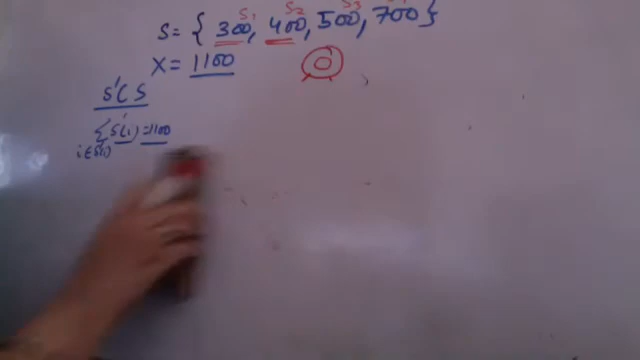 S1 S2 S3
S = { 300, 400, 500, 700 }
X = 1100
S' ⊂ S
Σ S'(i) = 1100